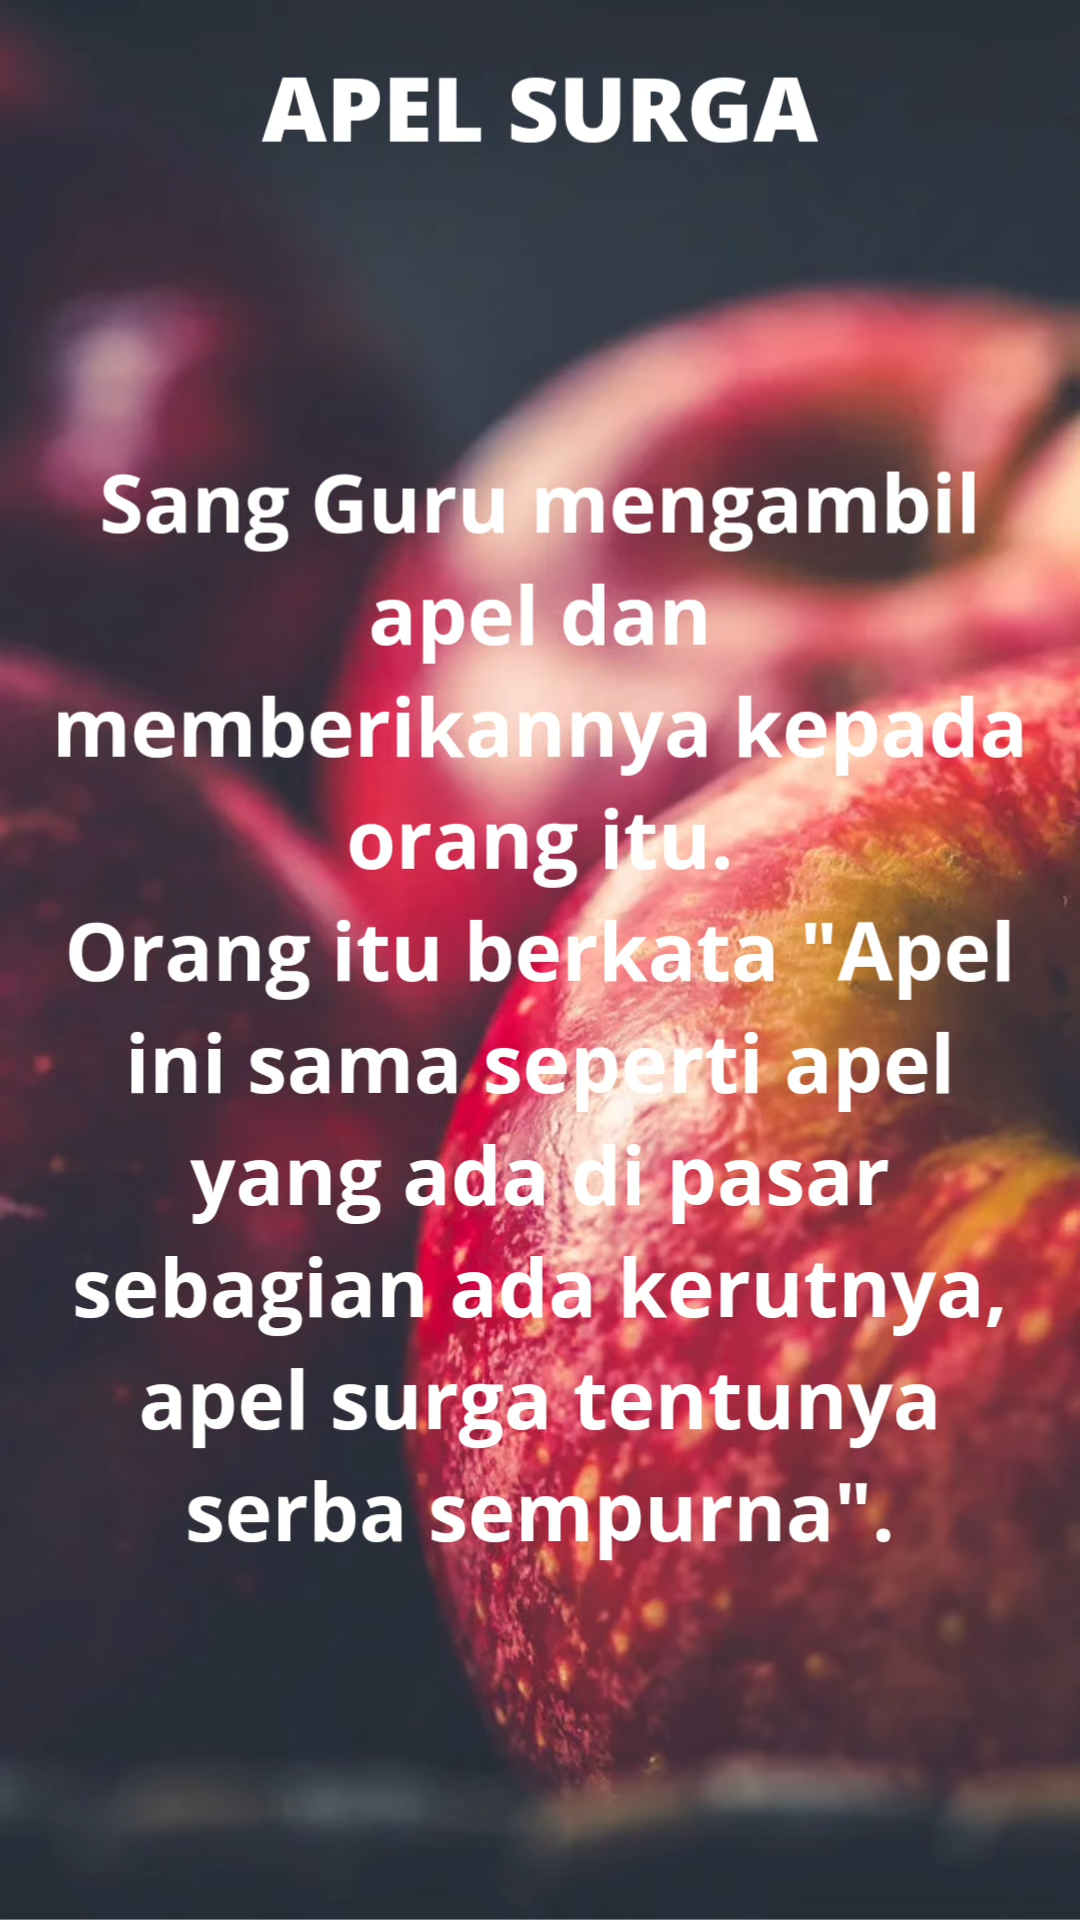 APEL SURGA
Sang Guru mengambil
apel dan
memberikannya kepada
orang itu.
Orang itu berkata "Apel
ini sama seperti apel
yang ada di pasar
sebagian ada kerutnya,
apel surga tentunya
serba sempurna".